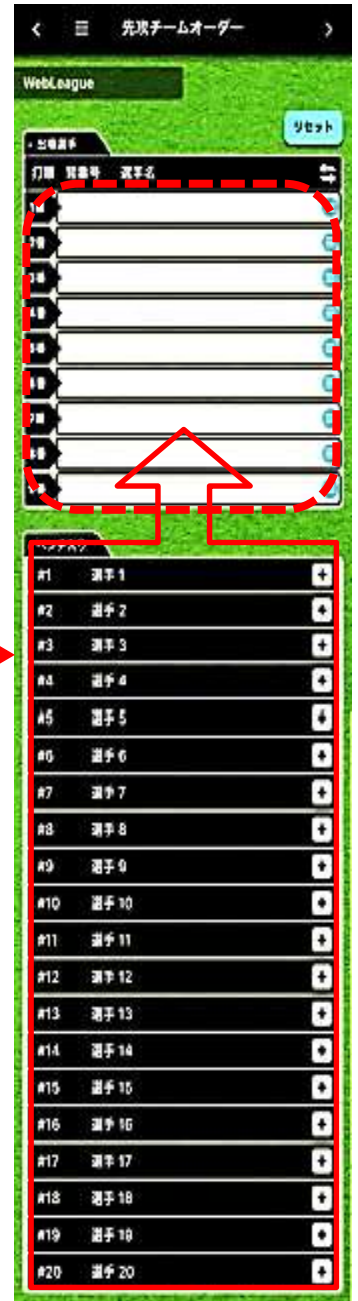 先攻チームオーダー
WebLeague
リセット
出場選手
打順 背番号 選手名
#1 選手 1
#2 選手 2
#3 選手 3
#4 選手 4
#5 選手 5
#6 選手 6
#7 選手 7
#8 選手 8
#9 選手 9
#10 選手 10
#11 選手 11
#12 選手 12
#13 選手 13
#14 選手 14
#15 選手 15
#16 選手 16
#17 選手 17
#18 選手 18
#19 選手 19
#20 選手 20